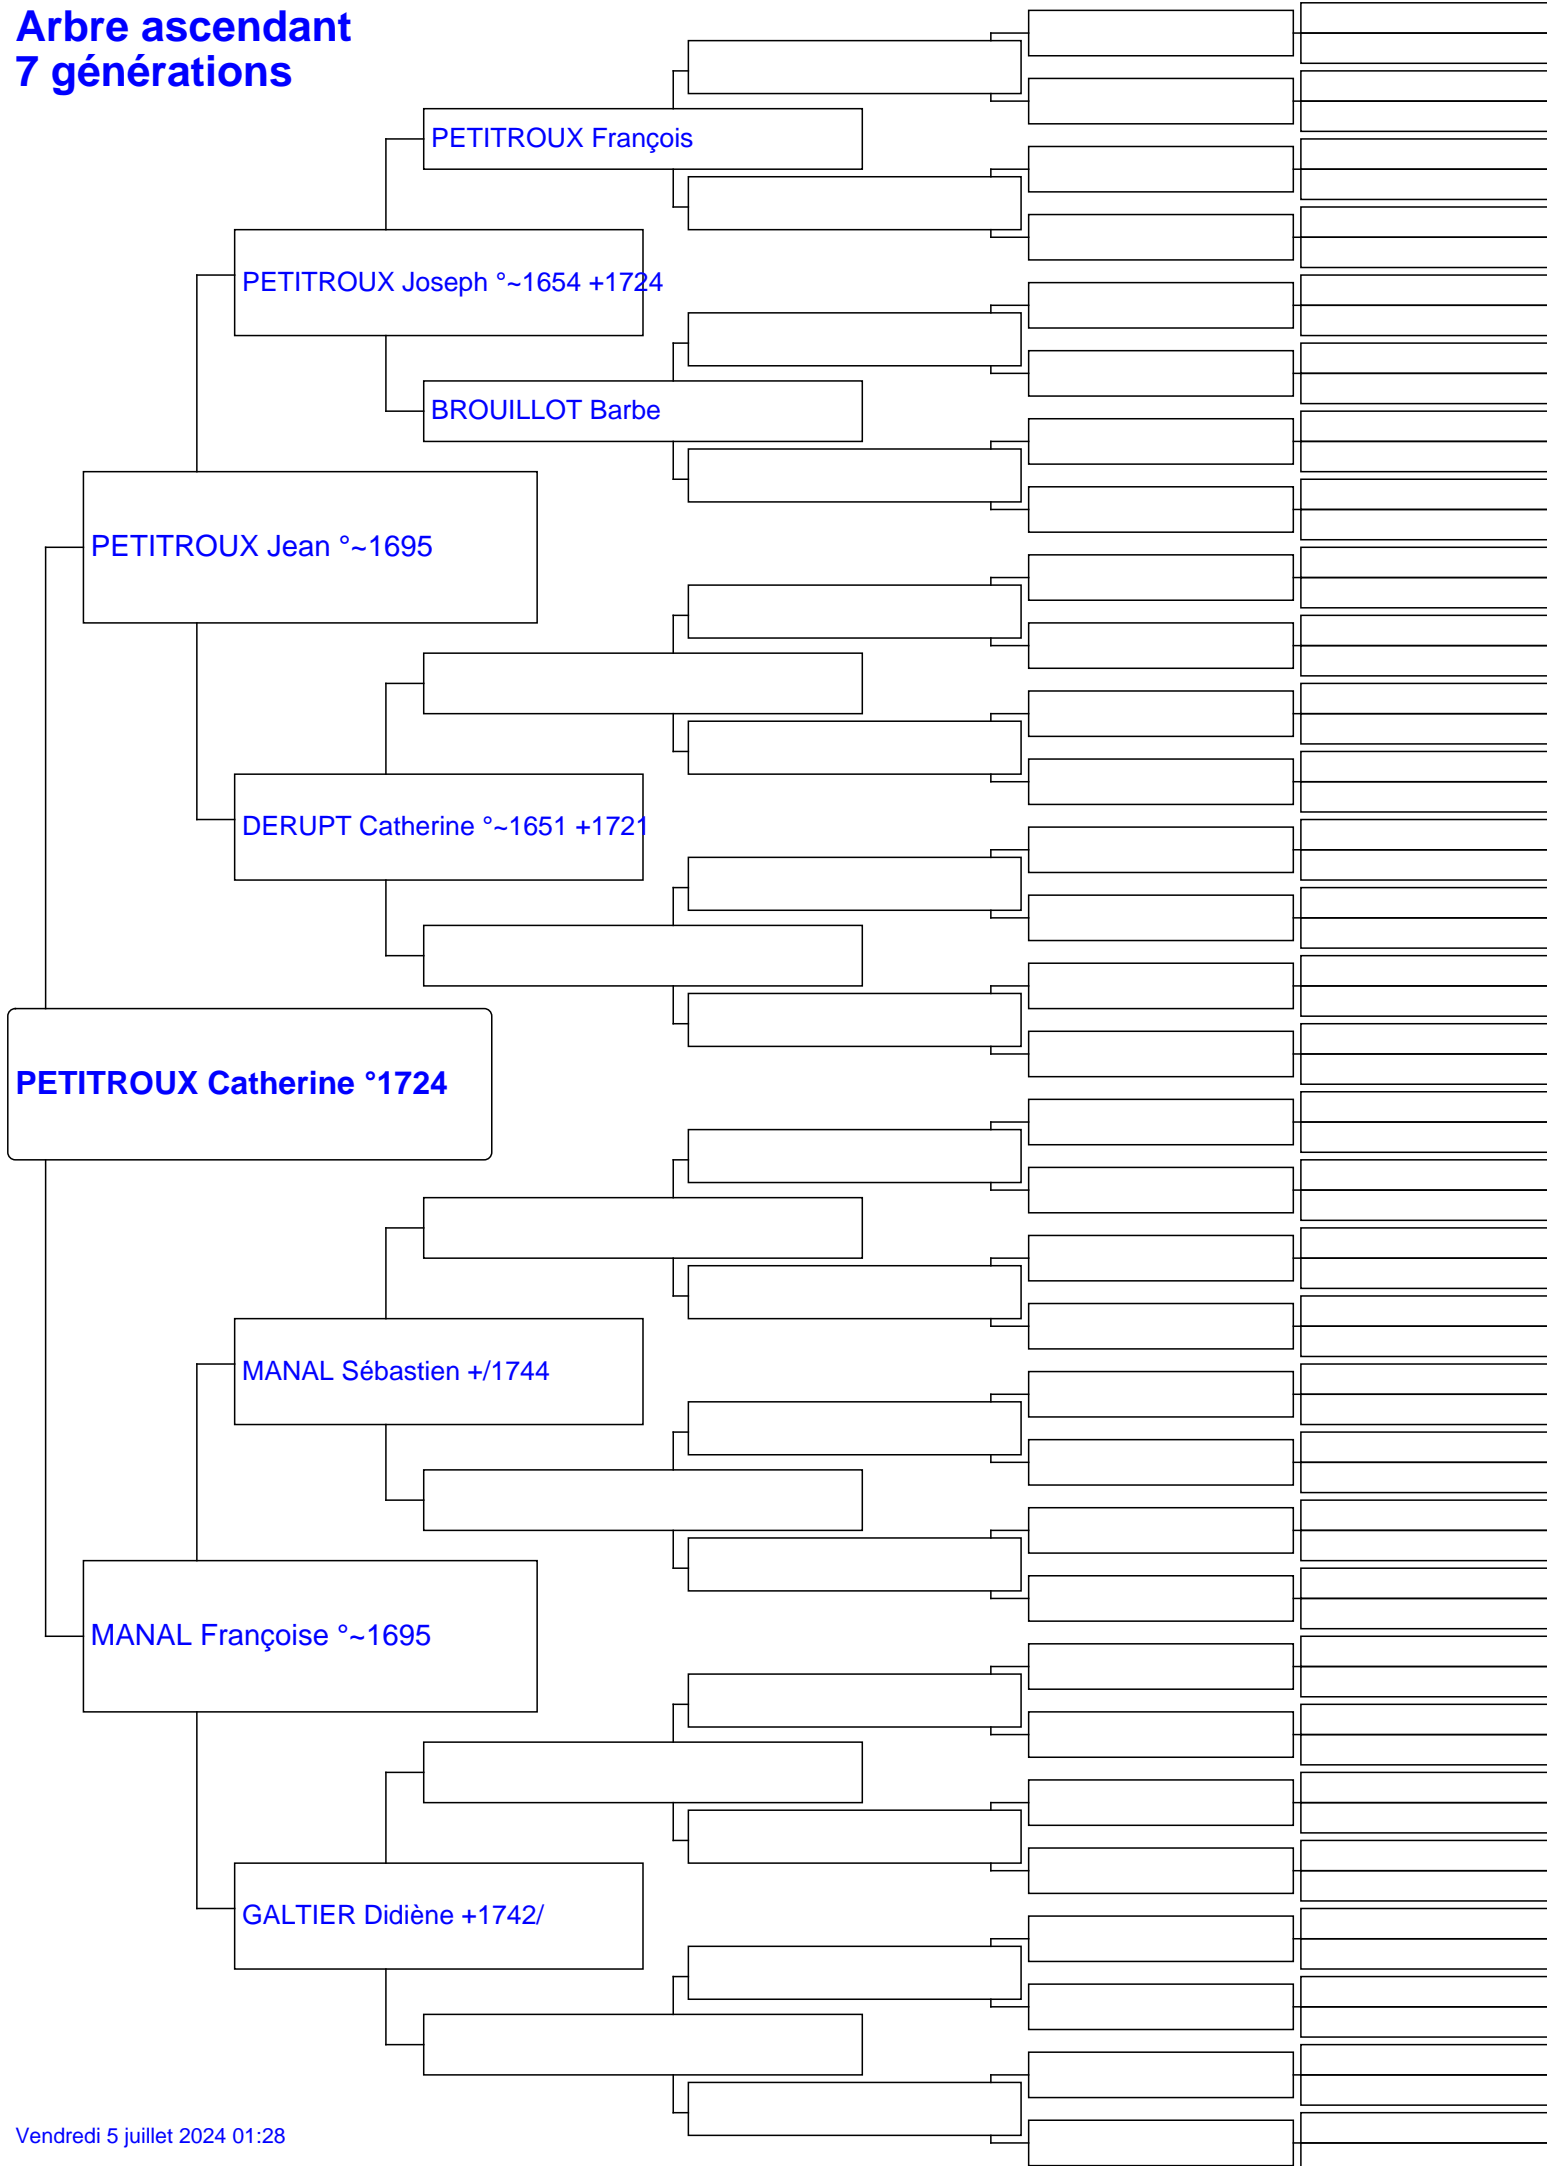 Arbre ascendant
7 générations
PETITROUX François
PETITROUX Joseph °~1654 +1724
BROUILLOT Barbe
PETITROUX Jean °~1695
DERUPT Catherine °~1651 +1721
PETITROUX Catherine °1724
MANAL Sébastien +/1744
MANAL Françoise °~1695
GALTIER Didiène +1742/
Vendredi 5 juillet 2024 01:28